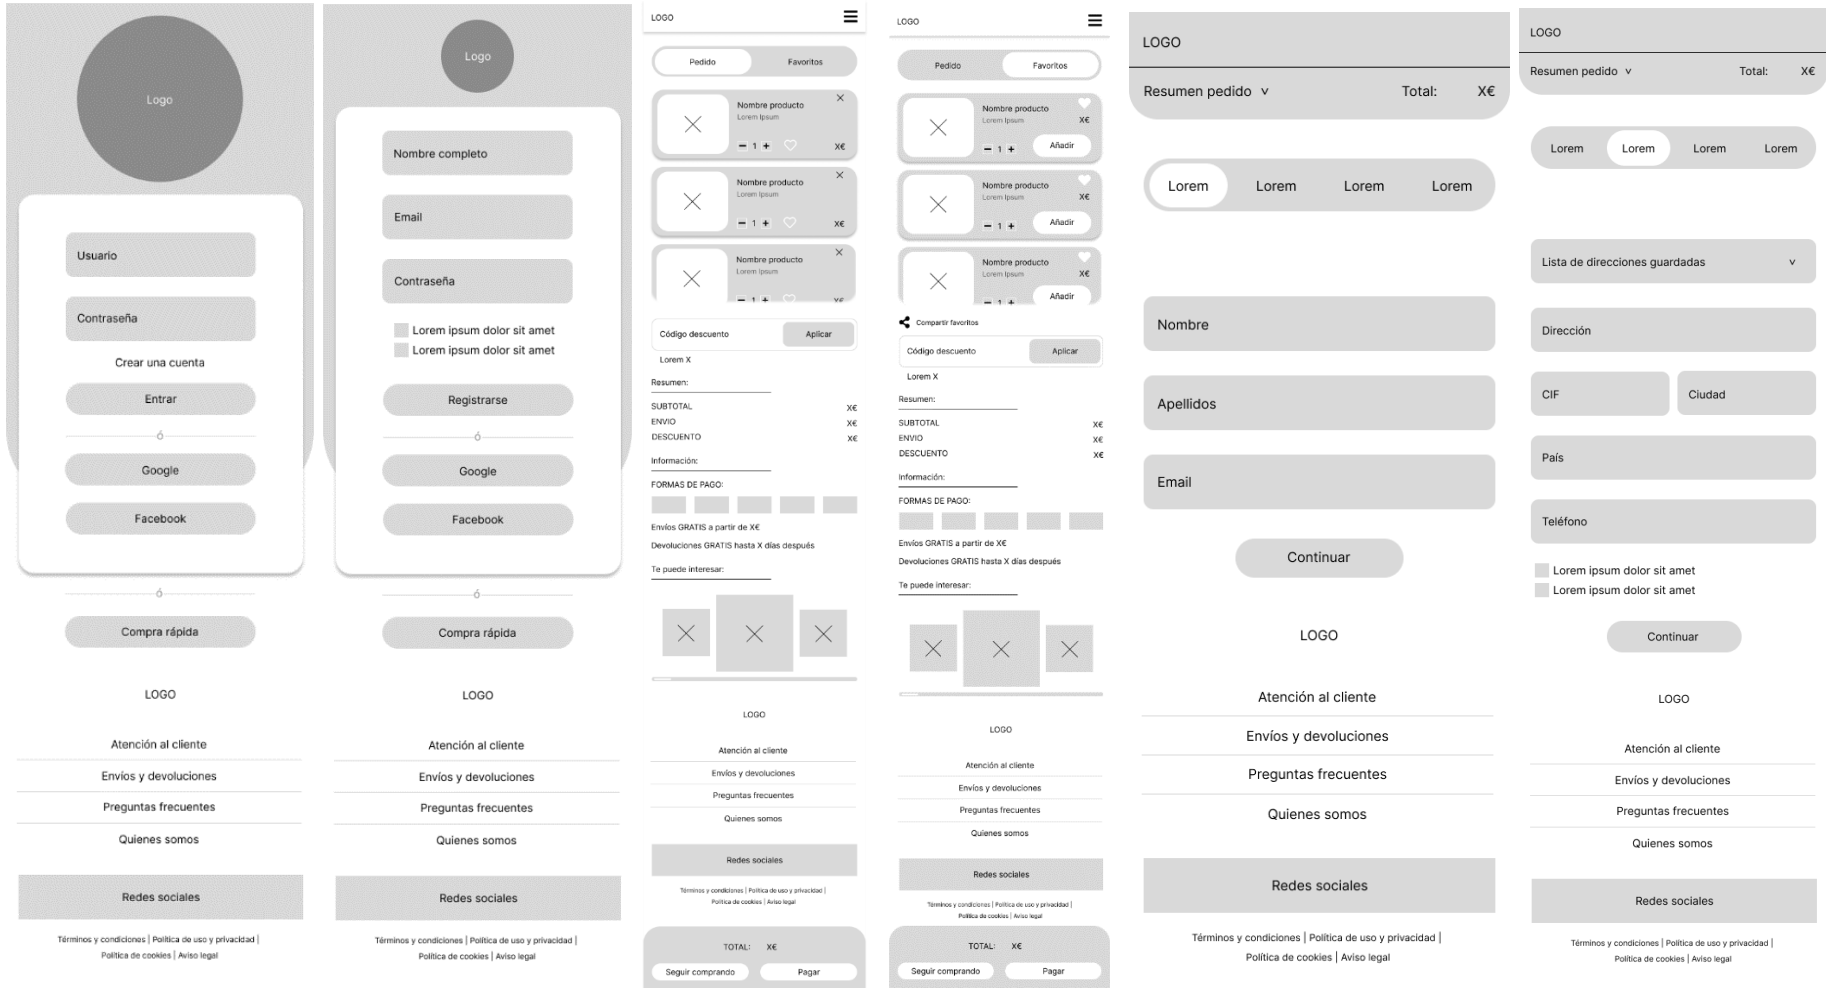 Logo
Usuario
Contraseña
Crear una cuenta
Entrar
ó
Google
Facebook
ó
Compra rápida
LOGO
Atención al cliente
Envíos y devoluciones
Preguntas frecuentes
Quienes somos
Redes sociales
Términos y condiciones | Política de uso y privacidad |
Política de cookies | Aviso legal
Logo
Nombre completo
Email
Contraseña
Lorem ipsum dolor sit amet
Lorem ipsum dolor sit amet
Registrarse
ó
Google
Facebook
ó
Compra rápida
LOGO
Atención al cliente
Envíos y devoluciones
Preguntas frecuentes
Quienes somos
Redes sociales
Términos y condiciones | Política de uso y privacidad |
Política de cookies | Aviso legal
LOGO
Pedido Favoritos
Nombre producto
Lorem Ipsum
1 X€
Nombre producto
Lorem Ipsum
1 X€
Nombre producto
Lorem Ipsum
1 X€
Código descuento Aplicar
Lorem X
Resumen:
SUBTOTAL X€
ENVIO X€
DESCUENTO X€
Información:
FORMAS DE PAGO:
Envíos GRATIS a partir de X€
Devoluciones GRATIS hasta X días después
Te puede interesar:
LOGO
Atención al cliente
Envíos y devoluciones
Preguntas frecuentes
Quienes somos
Redes sociales
Términos y condiciones | Política de uso y privacidad |
Política de cookies | Aviso legal
TOTAL: X€
Seguir comprando Pagar
LOGO
Pedido Favoritos
Nombre producto
Lorem Ipsum X€
1 Añadir
Nombre producto
Lorem Ipsum X€
1 Añadir
Nombre producto
Lorem Ipsum X€
1 Añadir
Compartir favoritos
Código descuento Aplicar
Lorem X
Resumen:
SUBTOTAL X€
ENVIO X€
DESCUENTO X€
Información:
FORMAS DE PAGO:
Envíos GRATIS a partir de X€
Devoluciones GRATIS hasta X días después
Te puede interesar:
LOGO
Atención al cliente
Envíos y devoluciones
Preguntas frecuentes
Quienes somos
Redes sociales
Términos y condiciones | Política de uso y privacidad |
Política de cookies | Aviso legal
TOTAL: X€
Seguir comprando Pagar
LOGO
Resumen pedido Total: X€
Lorem Lorem Lorem Lorem
Nombre
Apellidos
Email
Continuar
LOGO
Atención al cliente
Envíos y devoluciones
Preguntas frecuentes
Quienes somos
Redes sociales
Términos y condiciones | Política de uso y privacidad |
Política de cookies | Aviso legal
LOGO
Resumen pedido Total: X€
Lorem Lorem Lorem Lorem
Lista de direcciones guardadas
Dirección
CIF Ciudad
País
Teléfono
Lorem ipsum dolor sit amet
Lorem ipsum dolor sit amet
Continuar
LOGO
Atención al cliente
Envíos y devoluciones
Preguntas frecuentes
Quienes somos
Redes sociales
Términos y condiciones | Política de uso y privacidad |
Política de cookies | Aviso legal